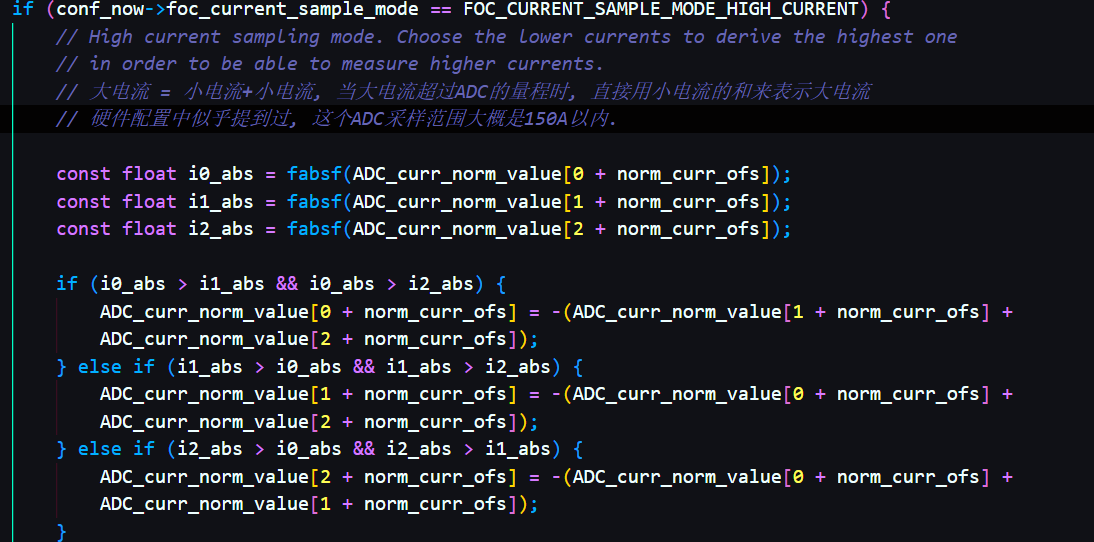 if (conf_now->foc_current_sample_mode == FOC_CURRENT_SAMPLE_MODE_HIGH_CURRENT) {
// High current sampling mode. Choose the lower currents to derive the highest one
// in order to be able to measure higher currents.
// 大电流 = 小电流+小电流, 当大电流超过ADC的量程时, 直接用小电流的和来表示大电流
// 硬件配置中似乎提到过, 这个ADC采样范围大概是150A以内.
const float i0_abs = fabsf(ADC_curr_norm_value[0 + norm_curr_ofs]);
const float i1_abs = fabsf(ADC_curr_norm_value[1 + norm_curr_ofs]);
const float i2_abs = fabsf(ADC_curr_norm_value[2 + norm_curr_ofs]);
if (i0_abs > i1_abs && i0_abs > i2_abs) {
ADC_curr_norm_value[0 + norm_curr_ofs] = -(ADC_curr_norm_value[1 + norm_curr_ofs] +
ADC_curr_norm_value[2 + norm_curr_ofs]);
} else if (i1_abs > i0_abs && i1_abs > i2_abs) {
ADC_curr_norm_value[1 + norm_curr_ofs] = -(ADC_curr_norm_value[0 + norm_curr_ofs] +
ADC_curr_norm_value[2 + norm_curr_ofs]);
} else if (i2_abs > i0_abs && i2_abs > i1_abs) {
ADC_curr_norm_value[2 + norm_curr_ofs] = -(ADC_curr_norm_value[0 + norm_curr_ofs] +
ADC_curr_norm_value[1 + norm_curr_ofs]);
}